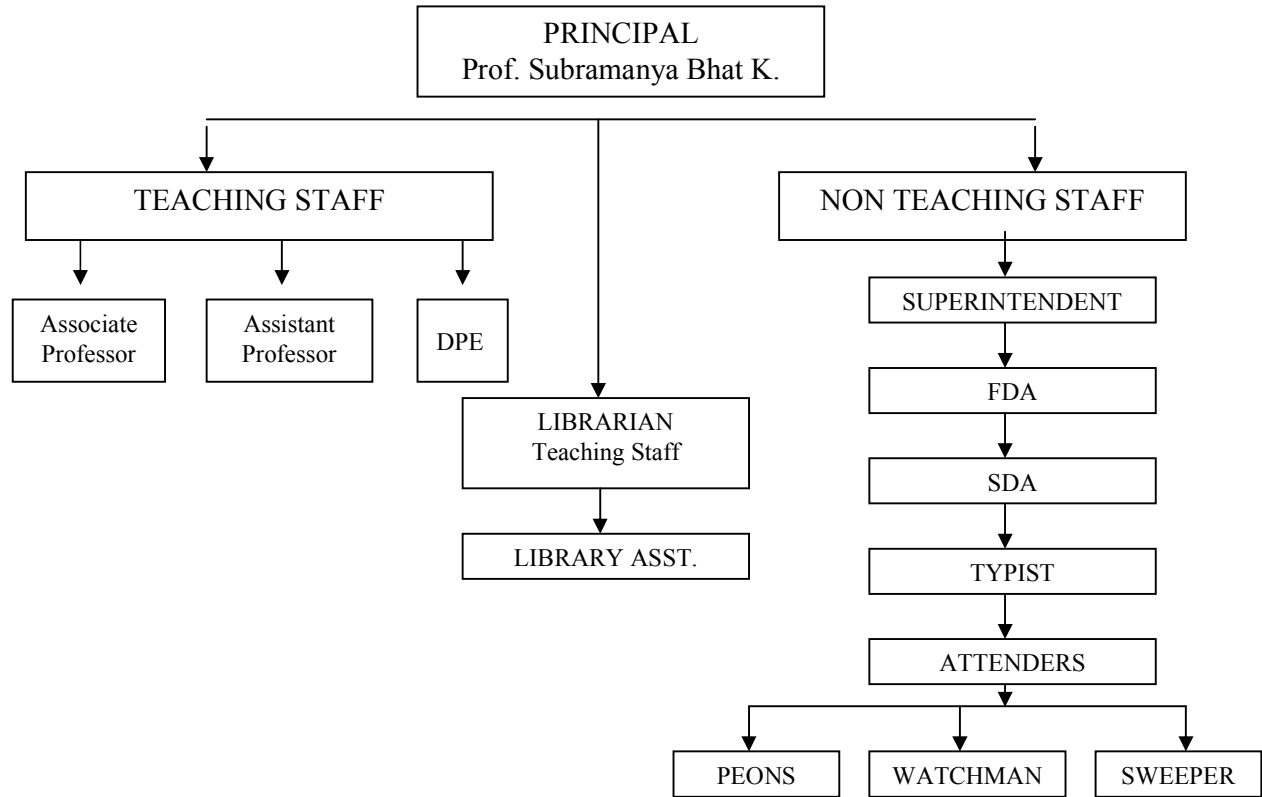 PRINCIPAL
Prof. Subramanya Bhat K.
TEACHING STAFF
NON TEACHING STAFF
Associate
Professor
Assistant
Professor
DPE
SUPERINTENDENT
FDA
LIBRARIAN
Teaching Staff
SDA
LIBRARY ASST.
TYPIST
ATTENDERS
PEONS
WATCHMAN
SWEEPER